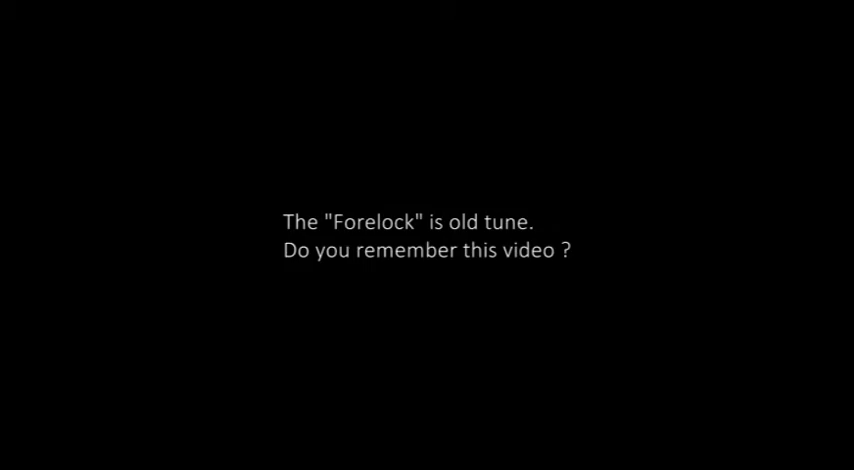 The "Forelock" is old tune.
Do you remember this video ?